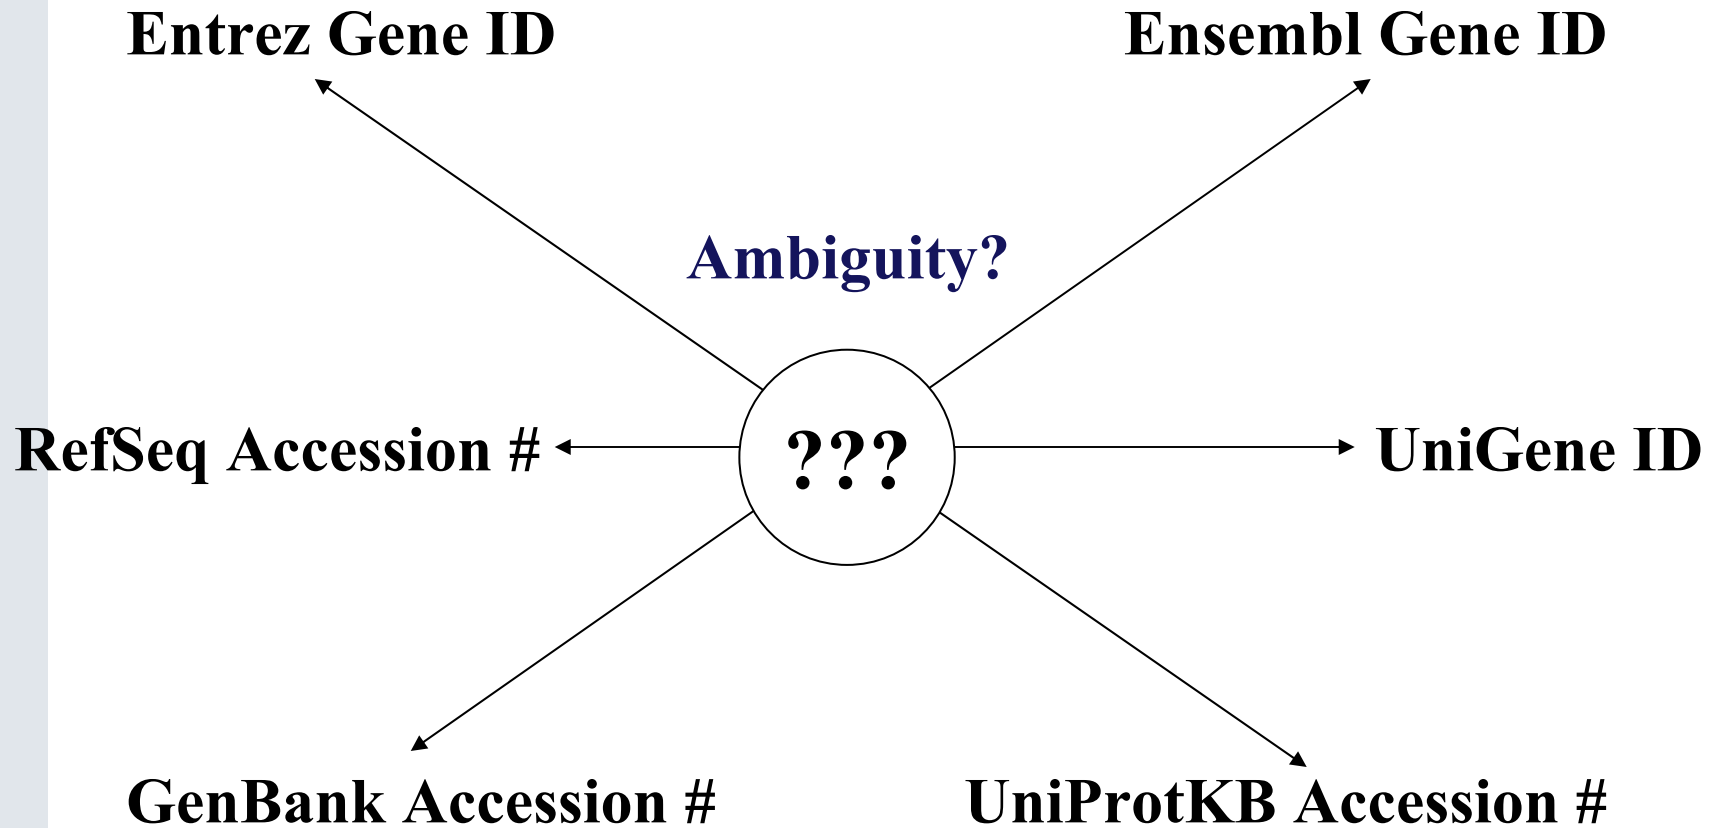 Entrez Gene ID
Ensembl Gene ID
Ambiguity?
RefSeq Accession #
???
UniGene ID
GenBank Accession #
UniProtKB Accession #